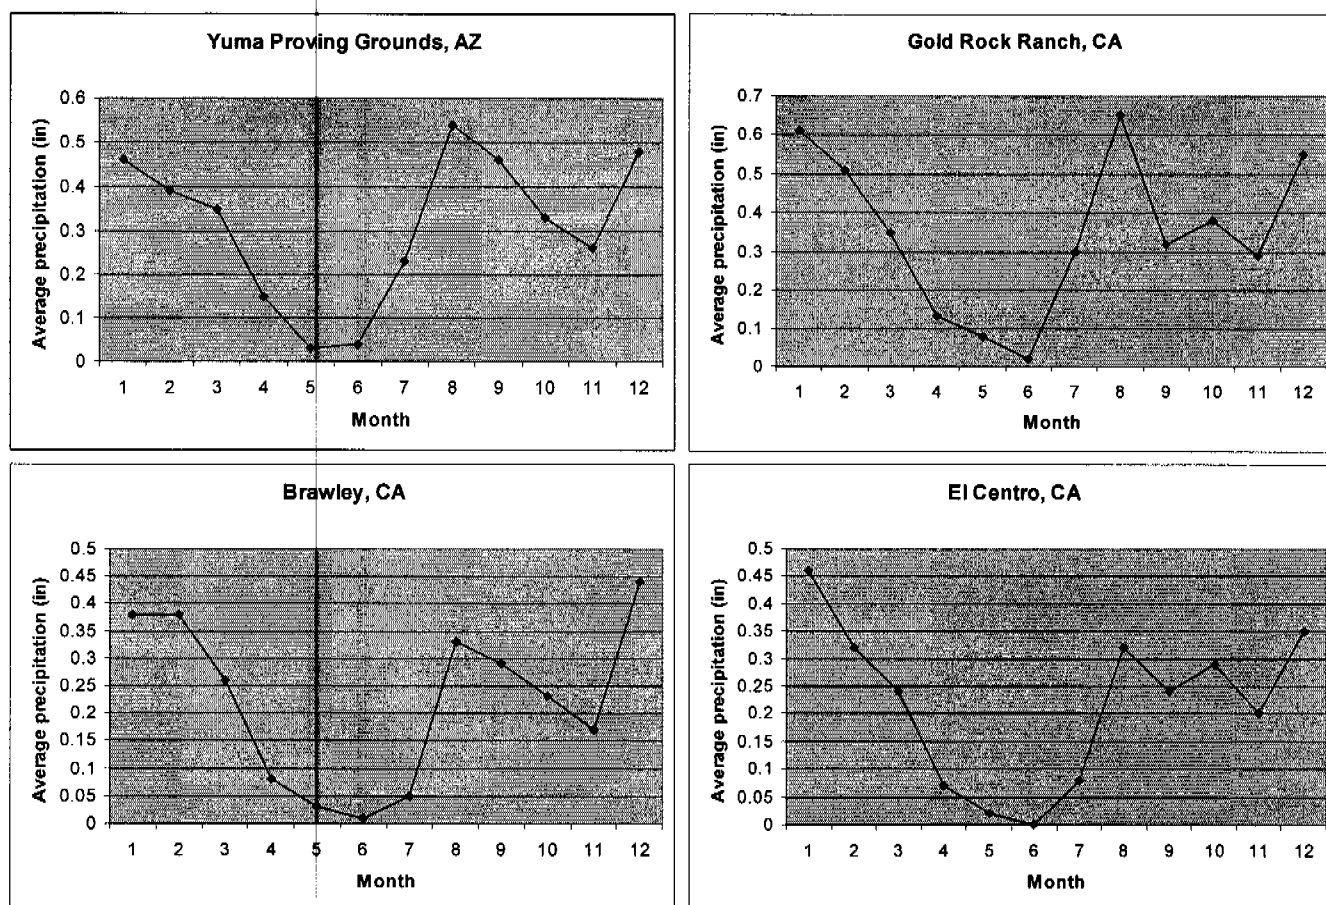 Yuma Proving Grounds, AZ
Average precipitation (in)
0.6
0.5
0.4
0.3
0.2
0.1
0
1 2 3 4 5 6 7 8 9 10 11 12
Month
Gold Rock Ranch, CA
Average precipitation (in)
0.7
0.6
0.5
0.4
0.3
0.2
0.1
0
1 2 3 4 5 6 7 8 9 10 11 12
Month
Brawley, CA
Average precipitation (in)
0.5
0.45
0.4
0.35
0.3
0.25
0.2
0.15
0.1
0.05
0
1 2 3 4 5 6 7 8 9 10 11 12
Month
El Centro, CA
Average precipitation (in)
0.5
0.45
0.4
0.35
0.3
0.25
0.2
0.15
0.1
0.05
0
1 2 3 4 5 6 7 8 9 10 11 12
Month